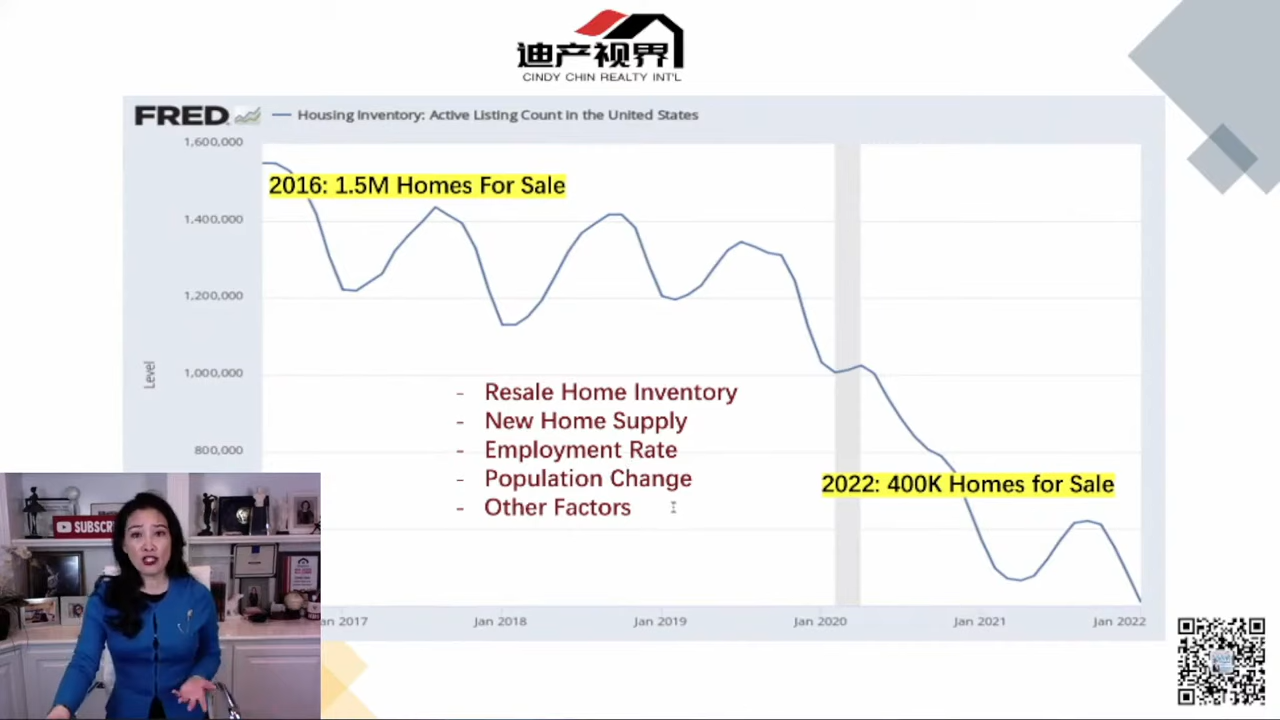 迪产视界
CINDY CHIN REALTY INT'L
FRED
Housing Inventory: Active Listing Count in the United States
1,600,000
2016: 1.5M Homes For Sale
1,400,000
1,200,000
Level
1,000,000
- Resale Home Inventory
- New Home Supply
800,000
- Employment Rate
- Population Change
2022: 400K Homes for Sale
- Other Factors
SUBSC
an 2017
Jan 2018
Jan 2019
Jan 2020
Jan 2021
Jan 2022